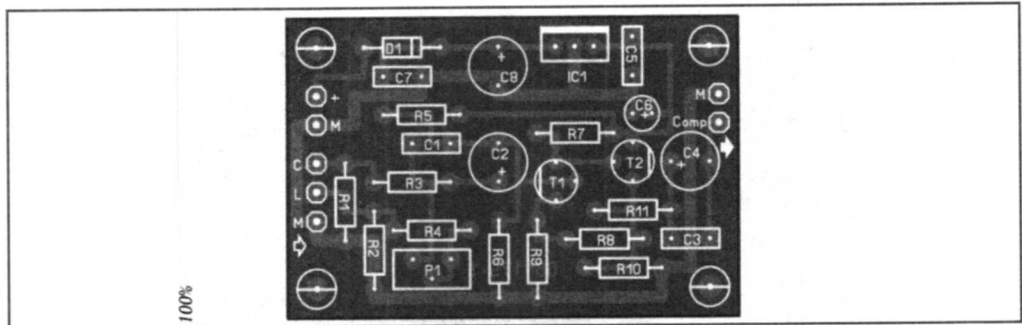 D1
C8
IC1
C5
C7
+
M
R5
C6
M
Comp
C1
C2
R7
T2
C4
C
L
M
R1
R3
T1
R11
R2
R4
R6
R9
R8
C3
P1
R10
100%